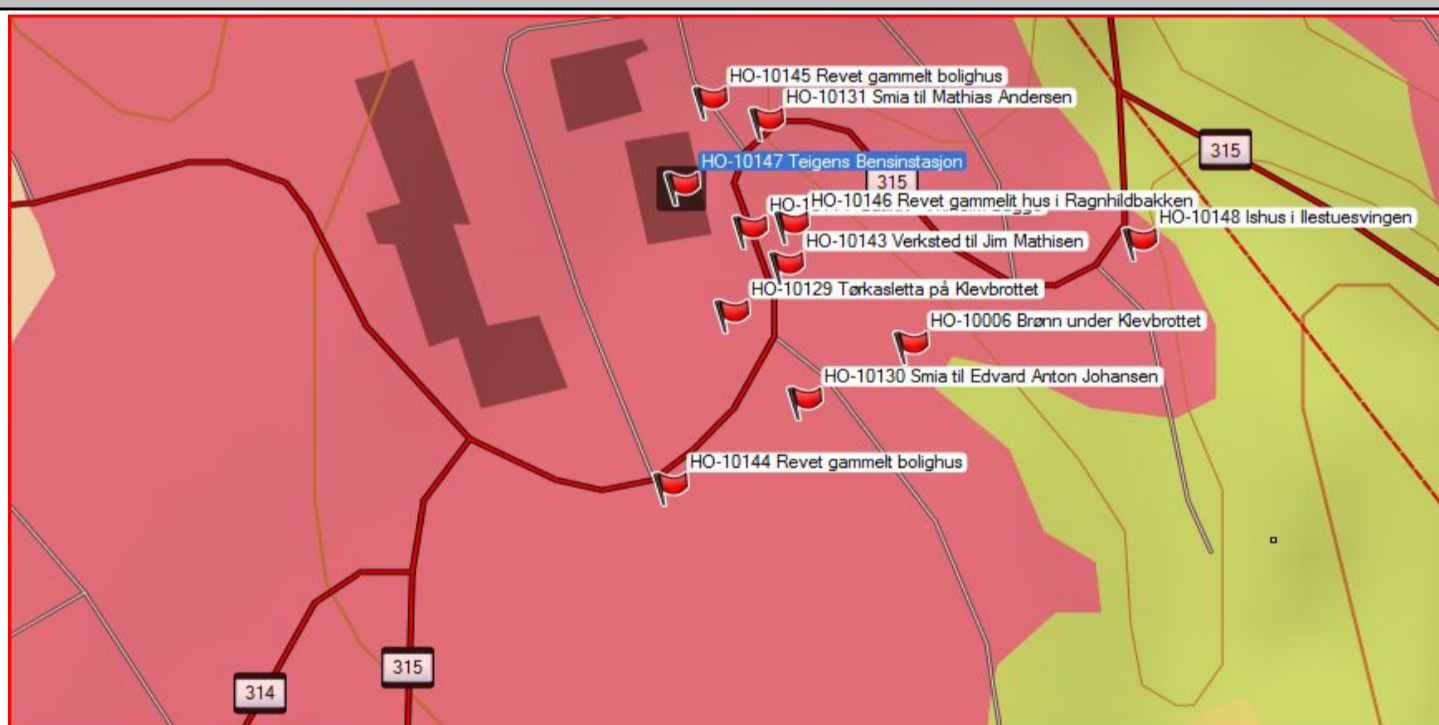 HO-10145 Revet gammelt bolighus
HO-10131 Smia til Mathias Andersen
315
HO-10147 Teigens Bensinstasjon
315
HO-10146 Revet gammelit hus i Ragnhildbakken
HO-10148 Ishus i Ilestuesvingen
HO-10143 Verksted til Jim Mathisen
HO-10129 Tørkasletta på Klevbrottet
HO-10006 Brønn under Klevbrottet
HO-10130 Smia til Edvard Anton Johansen
HO-10144 Revet gammelt bolighus
315
314